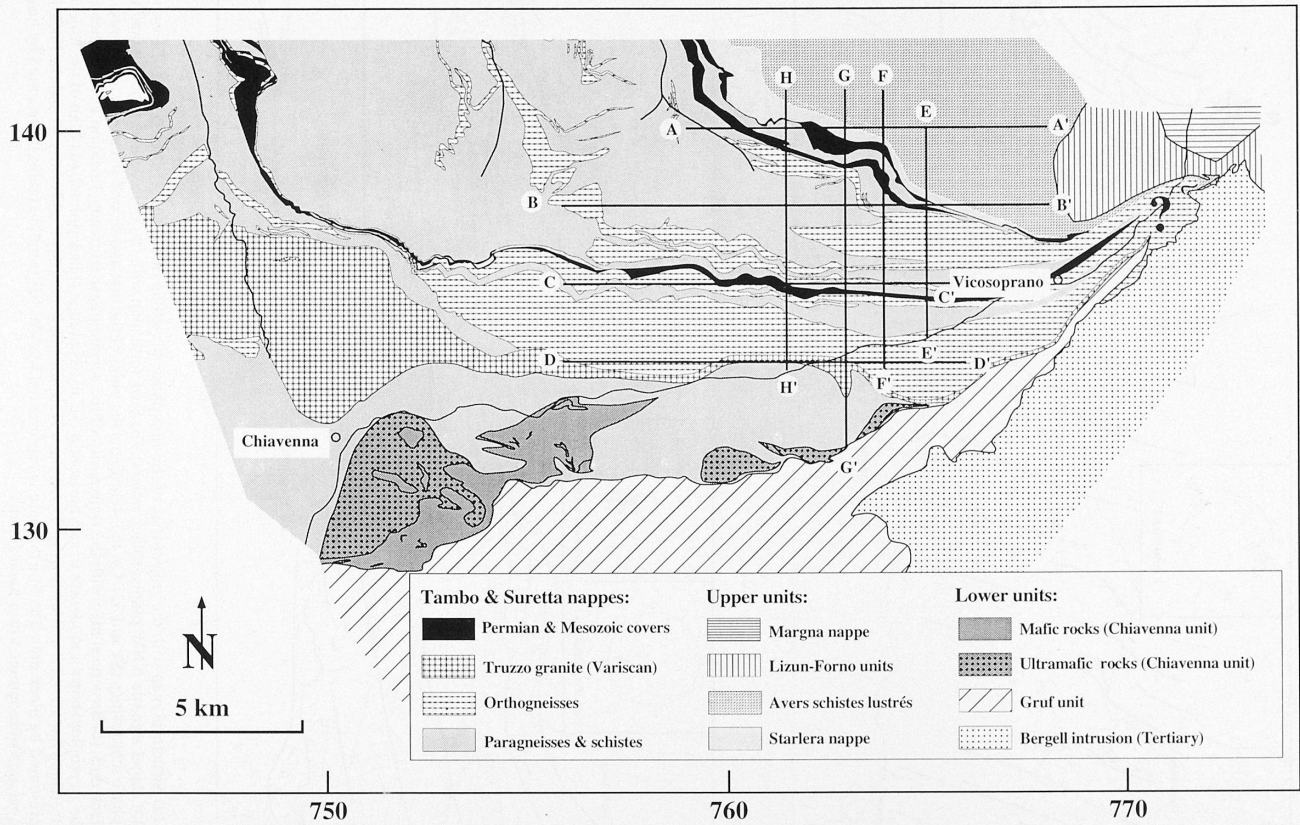 H
G
F
E
140
A
A'
B
B'
?
C
Vicosoprano
C'
D
E'
D'
H'
F'
Chiavenna
G'
130
N
5 km
Tambo & Suretta nappes:
Permian & Mesozoic covers
Truzzo granite (Variscan)
Orthogneisses
Paragneisses & schistes
Upper units:
Margna nappe
Lizun-Forno units
Avers schistes lustrés
Starlera nappe
Lower units:
Mafic rocks (Chiavenna unit)
Ultramafic rocks (Chiavenna unit)
Gruf unit
Bergell intrusion (Tertiary)
750
760
770